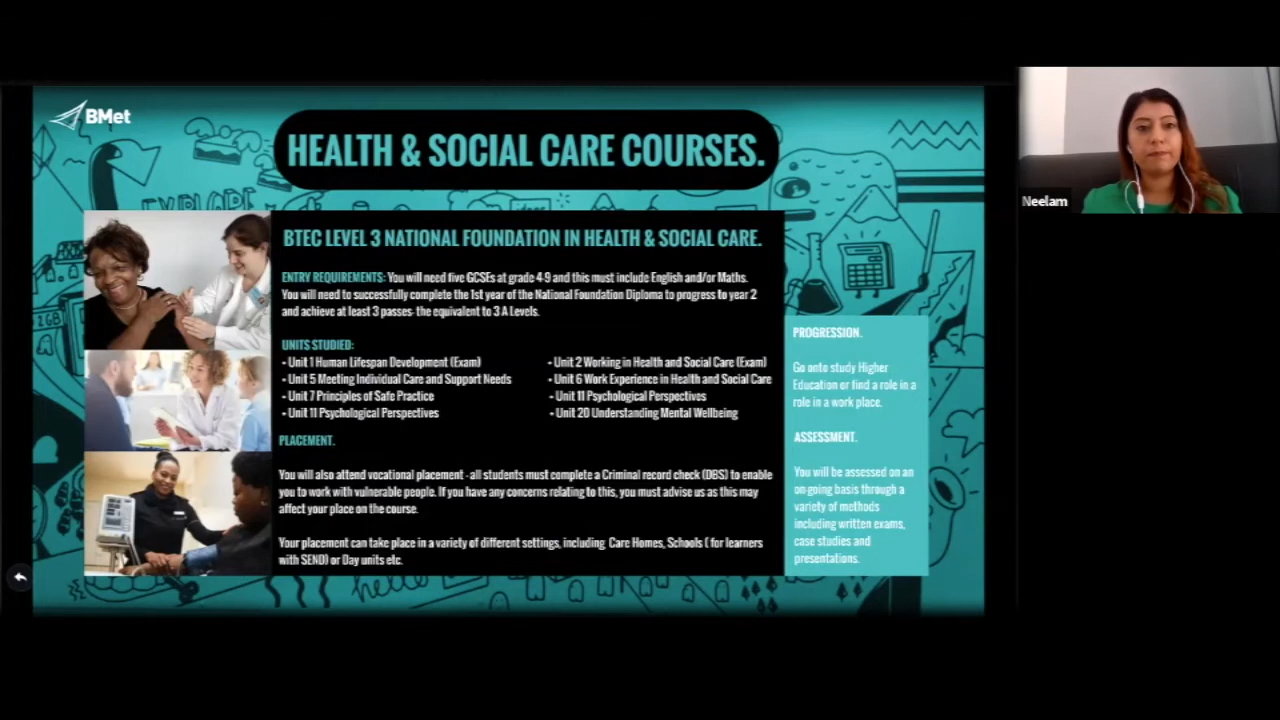 BMet
HEALTH & SOCIAL CARE COURSES.
EXPLORE
BTEC LEVEL 3 NATIONAL FOUNDATION IN HEALTH & SOCIAL CARE.
ENTRY REQUIREMENTS: You will need five GCSEs at grade 4-9 and this must include English and/or Maths.
You will need to successfully complete the 1st year of the National Foundation Diploma to progress to year 2
and achieve at least 3 passes- the equivalent to 3 A Levels.
UNITS STUDIED:
• Unit 1 Human Lifespan Development (Exam)
• Unit 2 Working in Health and Social Care (Exam)
• Unit 5 Meeting Individual Care and Support Needs
• Unit 6 Work Experience in Health and Social Care
• Unit 7 Principles of Safe Practice
• Unit 11 Psychological Perspectives
• Unit 11 Psychological Perspectives
• Unit 20 Understanding Mental Wellbeing
PLACEMENT.
You will also attend vocational placement - all students must complete a Criminal record check (DBS) to enable
you to work with vulnerable people. If you have any concerns relating to this, you must advise us as this may
affect your place on the course.
Your placement can take place in a variety of different settings, including: Care Homes, Schools ( for learners
with SEND) or Day units etc.
PROGRESSION.
Go onto study Higher
Education or find a role in a
role in a work place.
ASSESSMENT.
You will be assessed on an
on-going basis through a
variety of methods
including written exams,
case studies and
presentations.
2GB
hello
Neelam